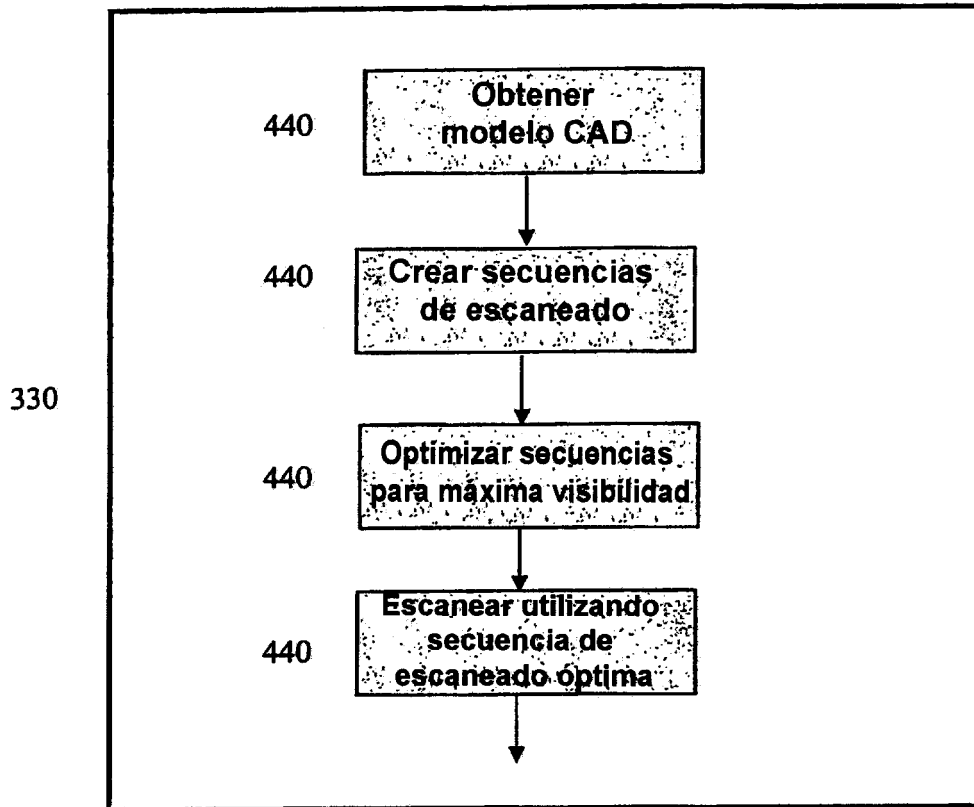 Obtener
modelo CAD
440
Crear secuencias
de escaneado
440
330
Optimizar secuencias
para máxima visibilidad
440
Escanear utilizando
secuencia de
escaneado óptima
440